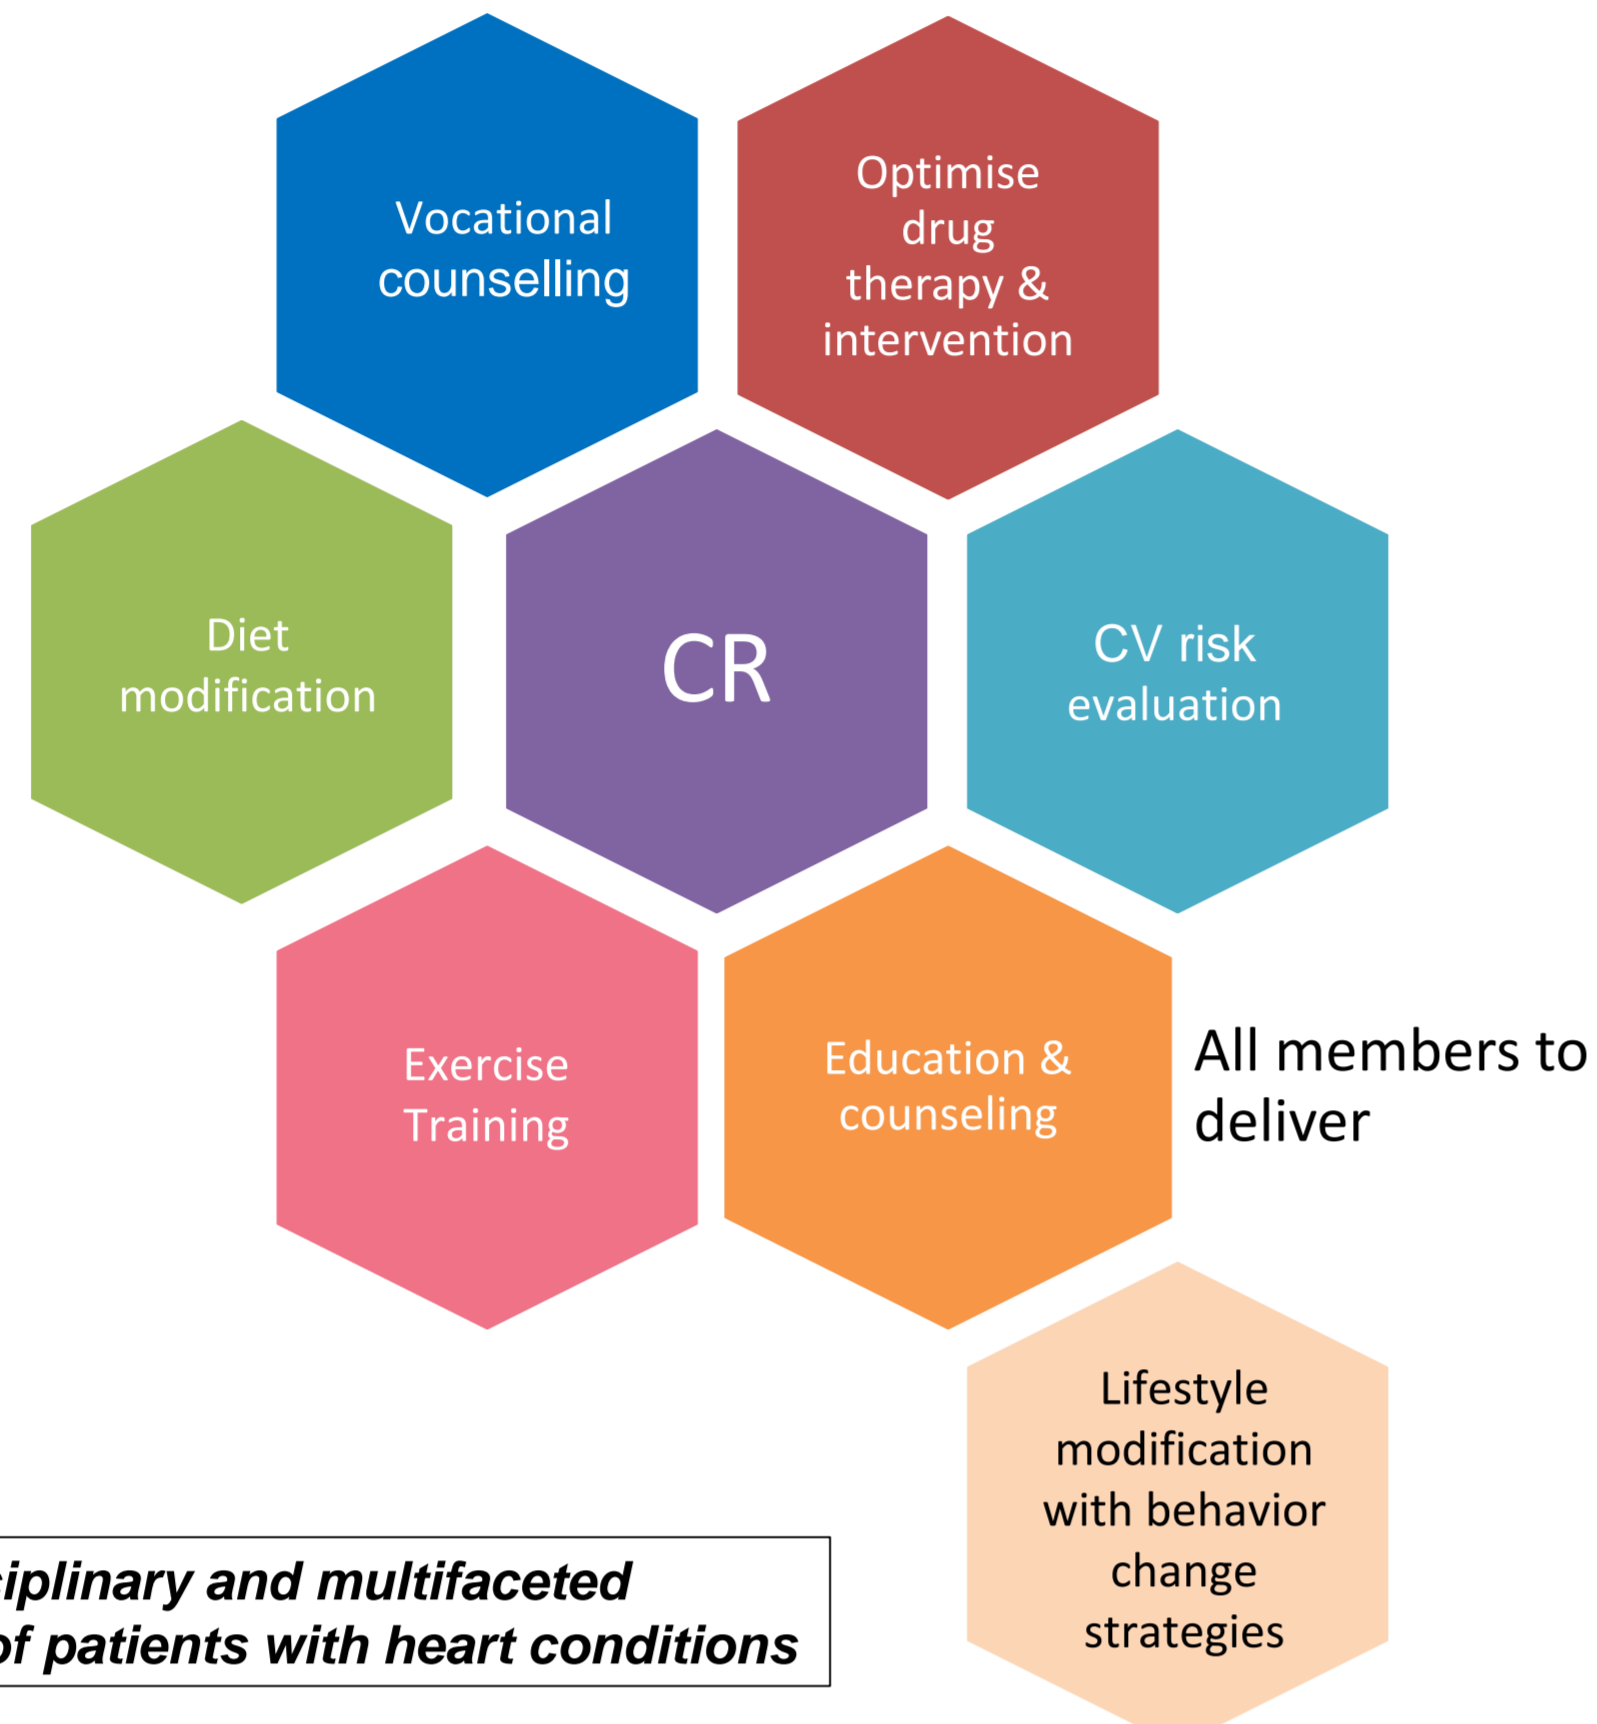 Vocational
counselling
Optimise
drug
therapy &
intervention
Diet
modification
CR
CV risk
evaluation
Exercise
Training
Education &
counseling
All members to
deliver
Lifestyle
modification
with behavior
change
strategies
and multifaceted
of patients with heart conditions